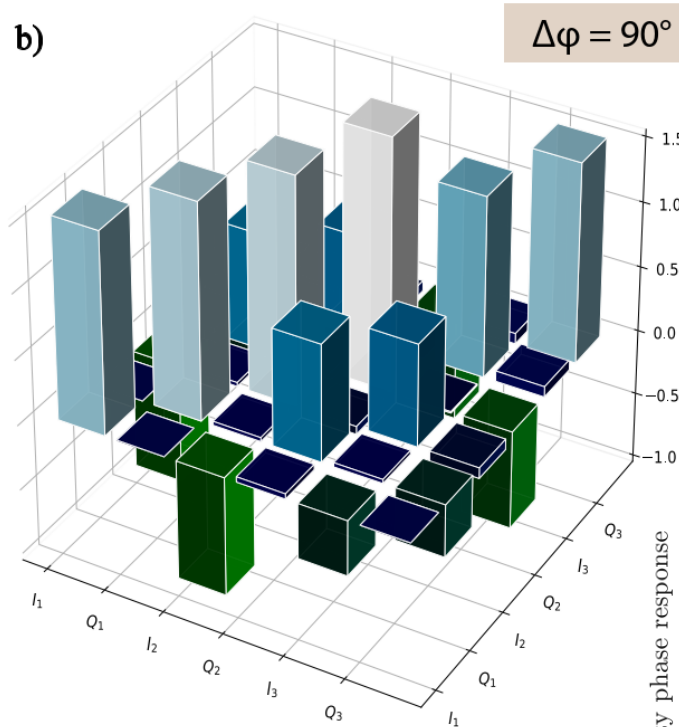 b)
Δφ = 90°
1.5
1.0
0.5
0.0
−0.5
−1.0
I₁
Q₁
I₂
Q₂
I₃
Q₃
I₁
Q₁
I₂
Q₂
I₃
Q₃
y phase response